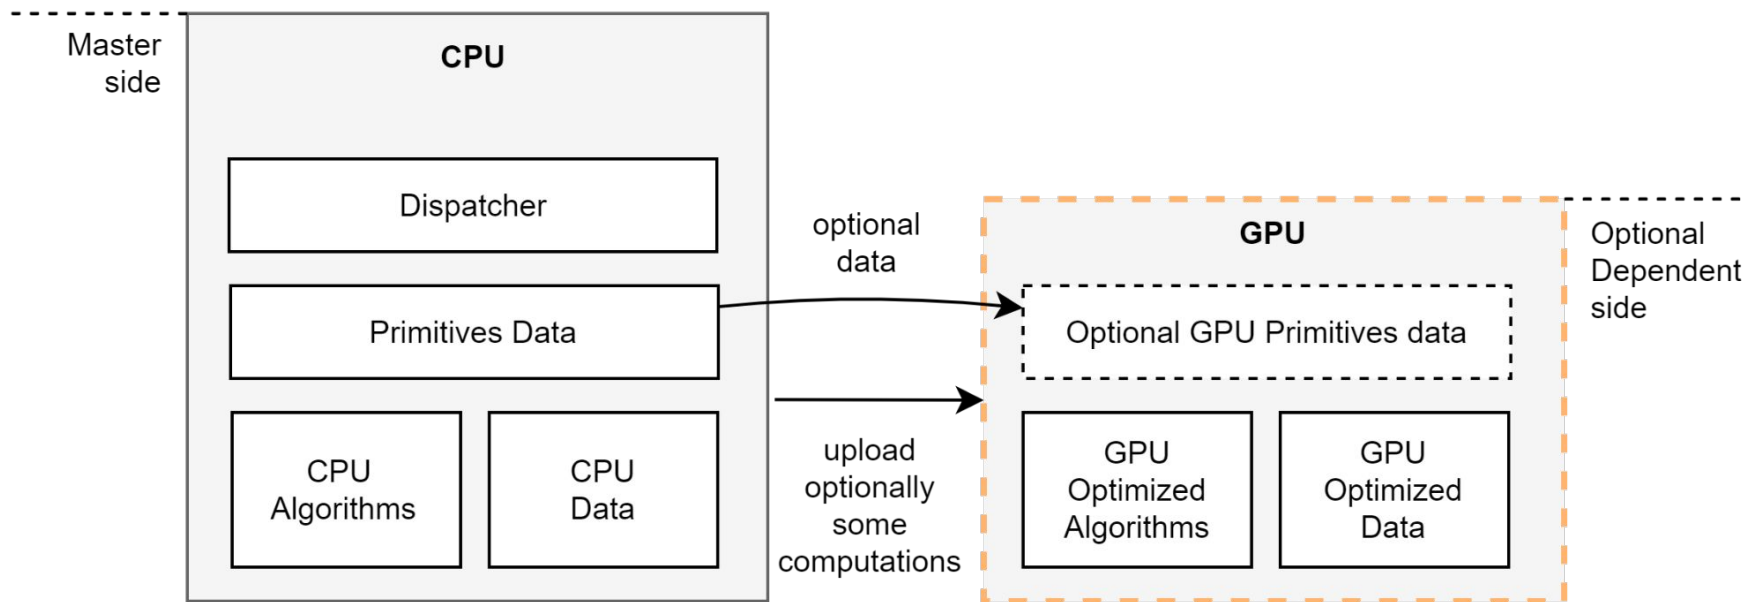 Master
side
CPU
Dispatcher
Primitives Data
CPU
Algorithms
CPU
Data
optional
data
upload
optionally
some
computations
GPU
Optional GPU Primitives data
GPU
Optimized
Algorithms
GPU
Optimized
Data
Optional
Dependent
side